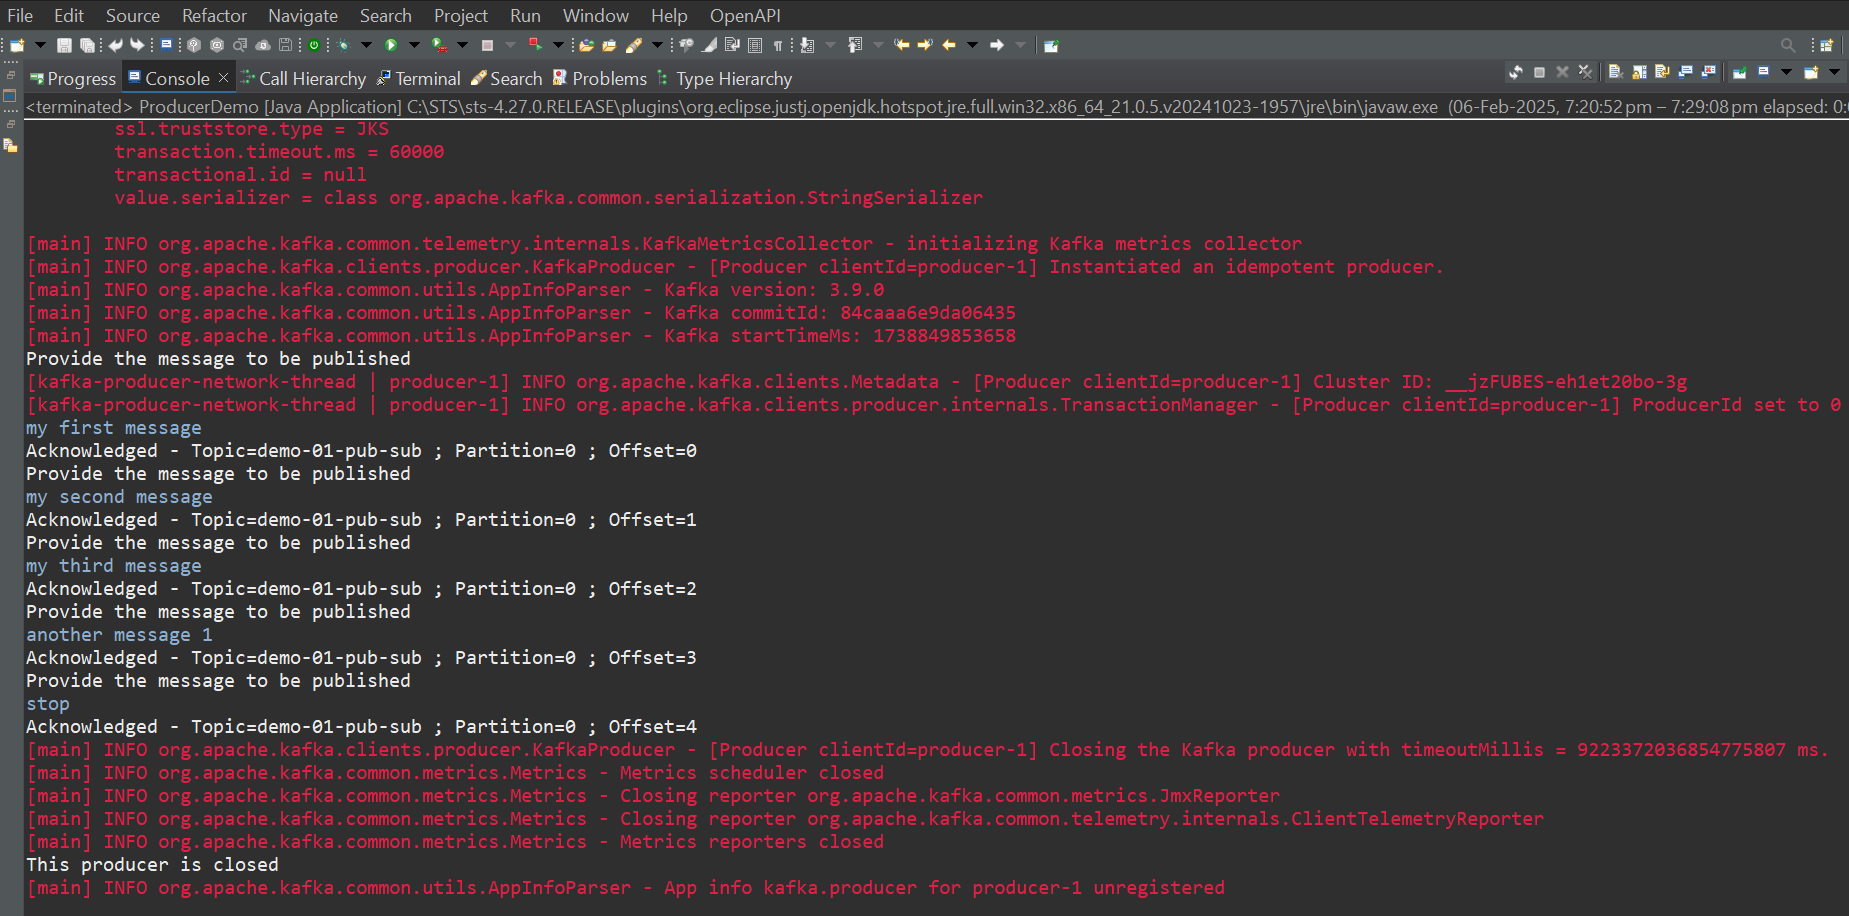 File Edit Source Refactor Navigate Search Project Run Window Help OpenAPI
Progress Console Call Hierarchy Terminal Search Problems Type Hierarchy
<terminated> ProducerDemo [Java Application] C:\STS\sts-4.27.0.RELEASE\plugins\org.eclipse.justj.openjdk.hotspot.jre.full.win32.x86_64_21.0.5.v20241023-1957\jre\bin\javaw.exe (06-Feb-2025, 7:20:52 pm – 7:29:08 pm elapsed: 0:
ssl.truststore.type = JKS
transaction.timeout.ms = 60000
transactional.id = null
value.serializer = class org.apache.kafka.common.serialization.StringSerializer
[main] INFO org.apache.kafka.common.telemetry.internals.KafkaMetricsCollector - initializing Kafka metrics collector
[main] INFO org.apache.kafka.clients.producer.KafkaProducer - [Producer clientId=producer-1] Instantiated an idempotent producer.
[main] INFO org.apache.kafka.common.utils.AppInfoParser - Kafka version: 3.9.0
[main] INFO org.apache.kafka.common.utils.AppInfoParser - Kafka commitId: 84caaa6e9da06435
[main] INFO org.apache.kafka.common.utils.AppInfoParser - Kafka startTimeMs: 1738849853658
Provide the message to be published
[kafka-producer-network-thread | producer-1] INFO org.apache.kafka.clients.Metadata - [Producer clientId=producer-1] Cluster ID: __jzFUBES-eh1et20bo-3g
[kafka-producer-network-thread | producer-1] INFO org.apache.kafka.clients.producer.internals.TransactionManager - [Producer clientId=producer-1] ProducerId set to 0
my first message
Acknowledged - Topic=demo-01-pub-sub ; Partition=0 ; Offset=0
Provide the message to be published
my second message
Acknowledged - Topic=demo-01-pub-sub ; Partition=0 ; Offset=1
Provide the message to be published
my third message
Acknowledged - Topic=demo-01-pub-sub ; Partition=0 ; Offset=2
Provide the message to be published
another message 1
Acknowledged - Topic=demo-01-pub-sub ; Partition=0 ; Offset=3
Provide the message to be published
stop
Acknowledged - Topic=demo-01-pub-sub ; Partition=0 ; Offset=4
[main] INFO org.apache.kafka.clients.producer.KafkaProducer - [Producer clientId=producer-1] Closing the Kafka producer with timeoutMillis = 9223372036854775807 ms.
[main] INFO org.apache.kafka.common.metrics.Metrics - Metrics scheduler closed
[main] INFO org.apache.kafka.common.metrics.Metrics - Closing reporter org.apache.kafka.common.metrics.JmxReporter
[main] INFO org.apache.kafka.common.metrics.Metrics - Closing reporter org.apache.kafka.common.telemetry.internals.ClientTelemetryReporter
[main] INFO org.apache.kafka.common.metrics.Metrics - Metrics reporters closed
This producer is closed
[main] INFO org.apache.kafka.common.utils.AppInfoParser - App info kafka.producer for producer-1 unregistered